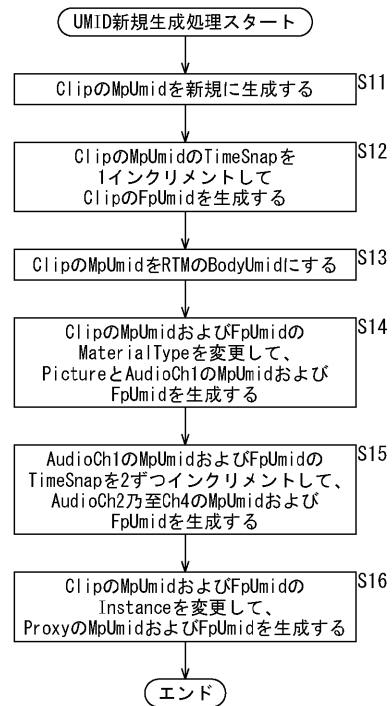 UMID新規生成処理スタート
S11
ClipのMpUmidを新規に生成する
S12
ClipのMpUmidのTimeSnapを
1インクリメントして
ClipのFpUmidを生成する
S13
ClipのMpUmidをRTMのBodyUmidにする
S14
ClipのMpUmidおよびFpUmidの
MaterialTypeを変更して、
PictureとAudioCh1のMpUmidおよび
FpUmidを生成する
S15
AudioCh1のMpUmidおよびFpUmidの
TimeSnapを2ずつインクリメントして、
AudioCh2乃至Ch4のMpUmidおよび
FpUmidを生成する
S16
ClipのMpUmidおよびFpUmidの
Instanceを変更して、
ProxyのMpUmidおよびFpUmidを生成する
エンド